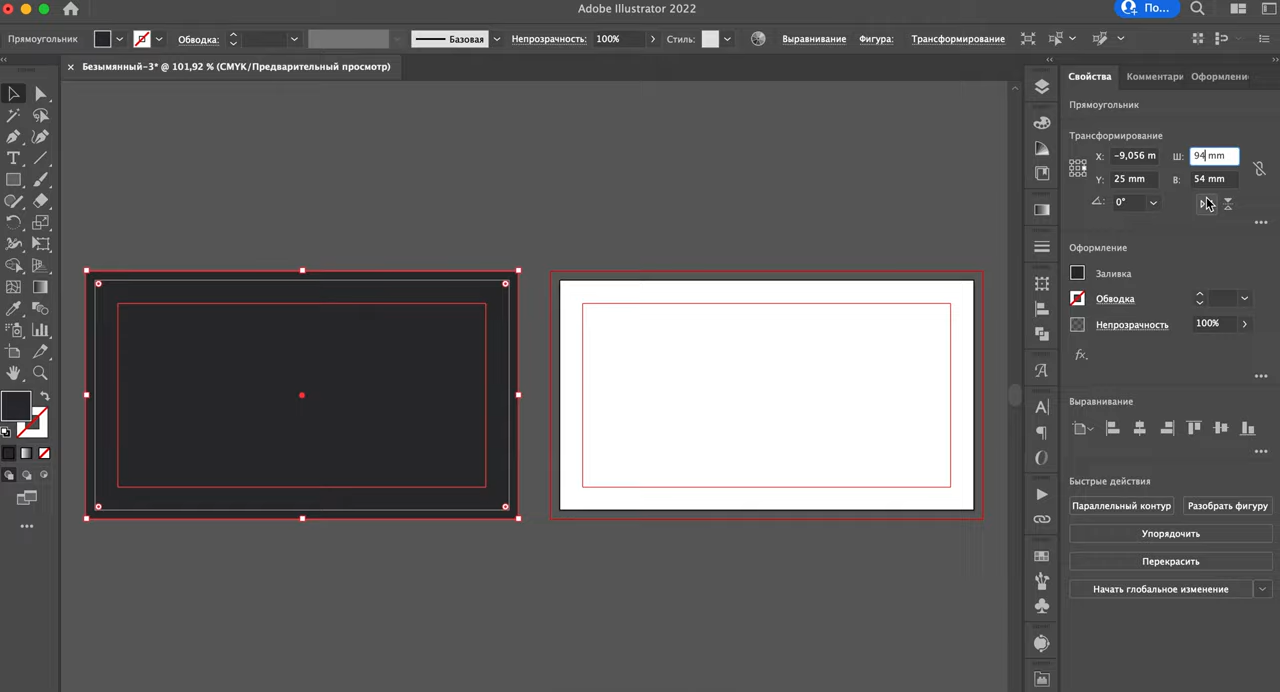 Adobe Illustrator 2022
По...
Прямоугольник
Обводка:
Базовая
Непрозрачность:
100%
Стиль:
Выравнивание
Фигура:
Трансформирование
Безымянный-3* @ 101,92 % (CMYK/Предварительный просмотр)
Свойства
Комментари
Оформлени
Прямоугольник
Трансформирование
X: -9,056 m
Ш: 94 mm
Y: 25 mm
В: 54 mm
0°
Оформление
Заливка
Обводка
Непрозрачность
100%
fx.
Выравнивание
Быстрые действия
Параллельный контур
Разобрать фигуру
Упорядочить
Перекрасить
Начать глобальное изменение